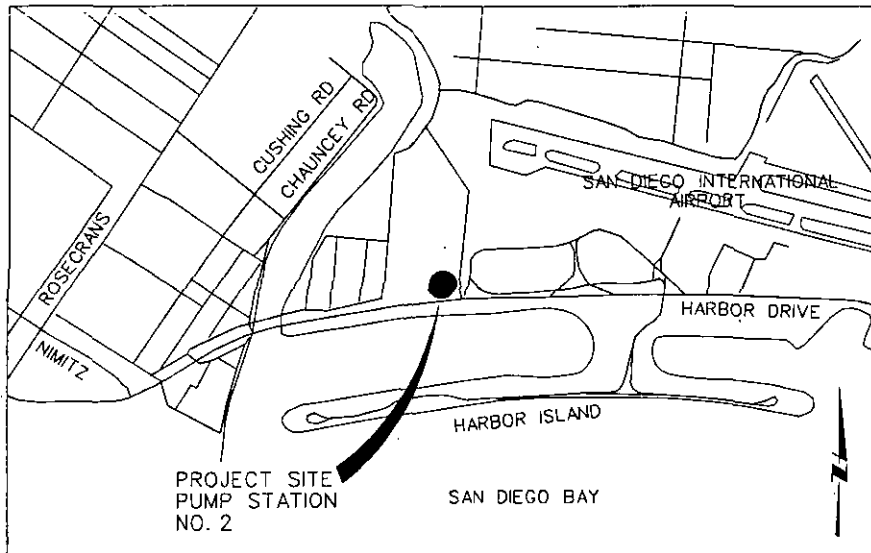 CUSHING RD
CHAUNCEY RD
SAN DIEGO INTERNATIONAL
AIRPORT
ROSECRANS
HARBOR DRIVE
NIMITZ
HARBOR ISLAND
PROJECT SITE
PUMP STATION
NO. 2
SAN DIEGO BAY
N